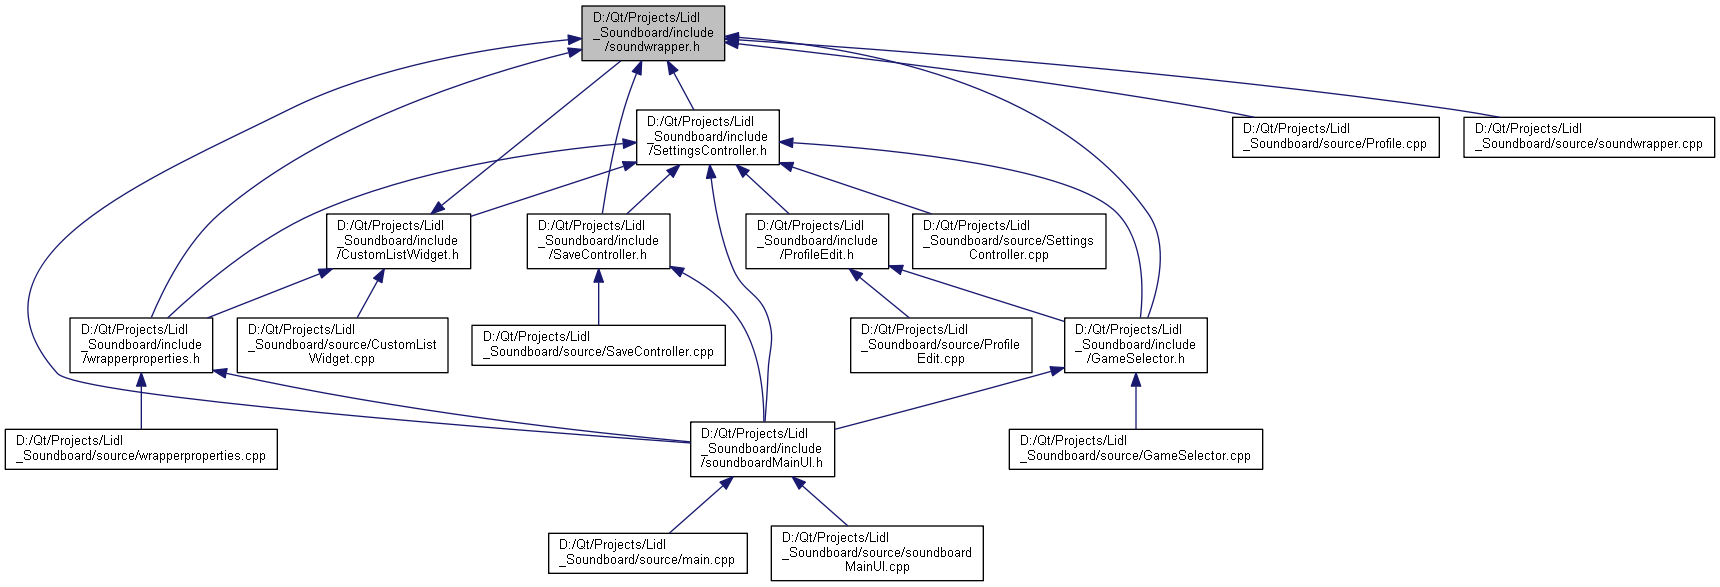 D:/Qt/Projects/Lidl
_Soundboard/include
/soundwrapper.h
D:/Qt/Projects/Lidl
_Soundboard/include
/SettingsController.h
D:/Qt/Projects/Lidl
_Soundboard/source/Profile.cpp
D:/Qt/Projects/Lidl
_Soundboard/source/soundwrapper.cpp
D:/Qt/Projects/Lidl
_Soundboard/include
/CustomListWidget.h
D:/Qt/Projects/Lidl
_Soundboard/include
/SaveController.h
D:/Qt/Projects/Lidl
_Soundboard/include
/ProfileEdit.h
D:/Qt/Projects/Lidl
_Soundboard/source/Settings
Controller.cpp
D:/Qt/Projects/Lidl
_Soundboard/include
/wrapperproperties.h
D:/Qt/Projects/Lidl
_Soundboard/source/CustomList
Widget.cpp
D:/Qt/Projects/Lidl
_Soundboard/source/SaveController.cpp
D:/Qt/Projects/Lidl
_Soundboard/source/Profile
Edit.cpp
D:/Qt/Projects/Lidl
_Soundboard/include
/GameSelector.h
D:/Qt/Projects/Lidl
_Soundboard/source/wrapperproperties.cpp
D:/Qt/Projects/Lidl
_Soundboard/include
/soundboardMainUI.h
D:/Qt/Projects/Lidl
_Soundboard/source/GameSelector.cpp
D:/Qt/Projects/Lidl
_Soundboard/source/main.cpp
D:/Qt/Projects/Lidl
_Soundboard/source/soundboard
MainUI.cpp